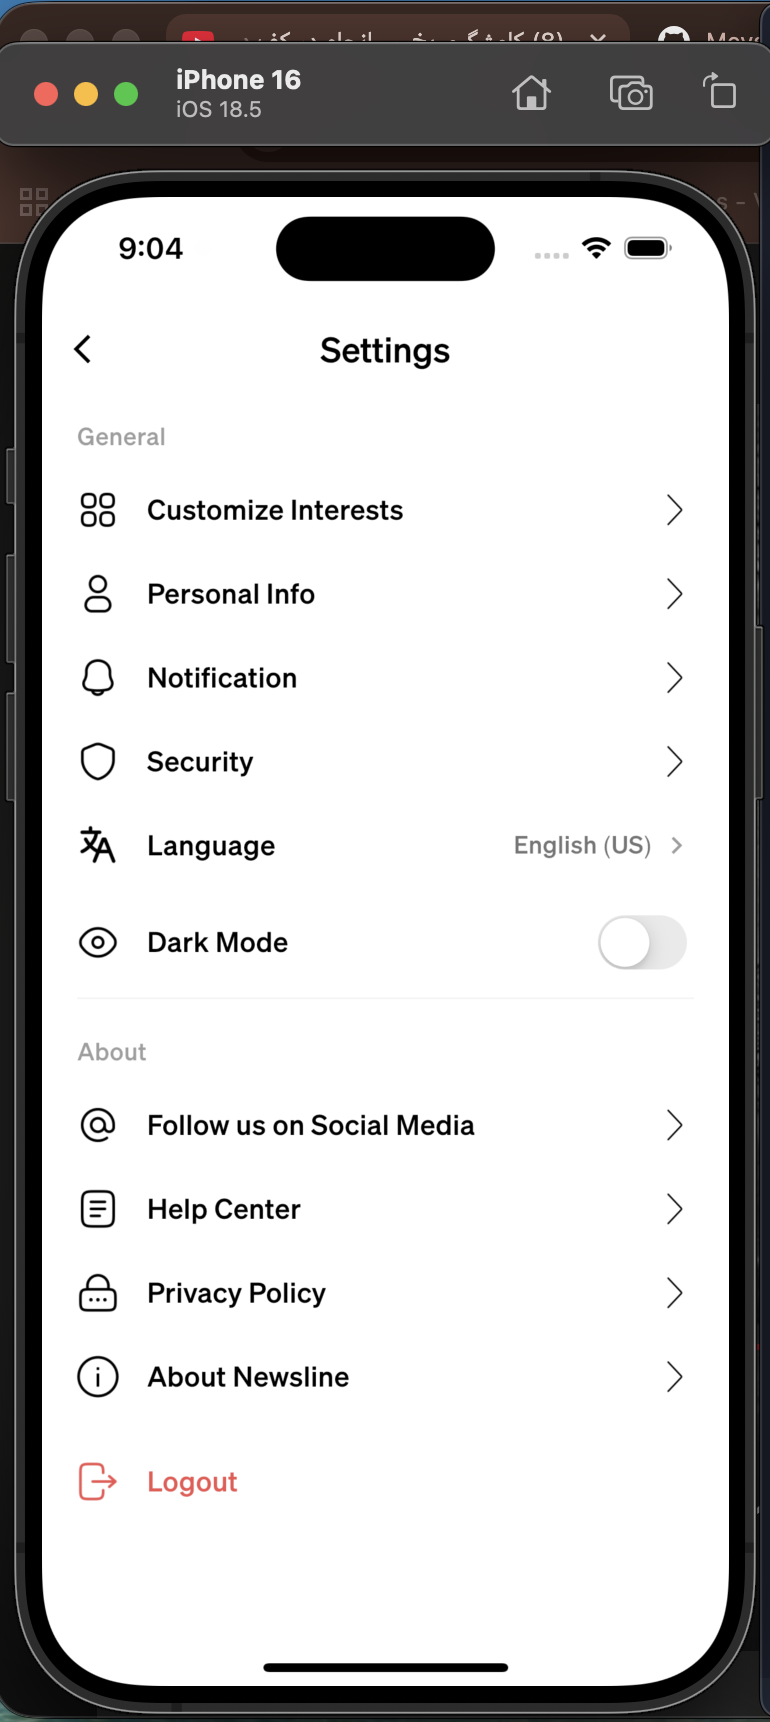 iPhone 16
iOS 18.5
9:04
Settings
General
Customize Interests
Personal Info
Notification
Security
Language English (US)
Dark Mode
About
Follow us on Social Media
Help Center
Privacy Policy
About Newsline
Logout